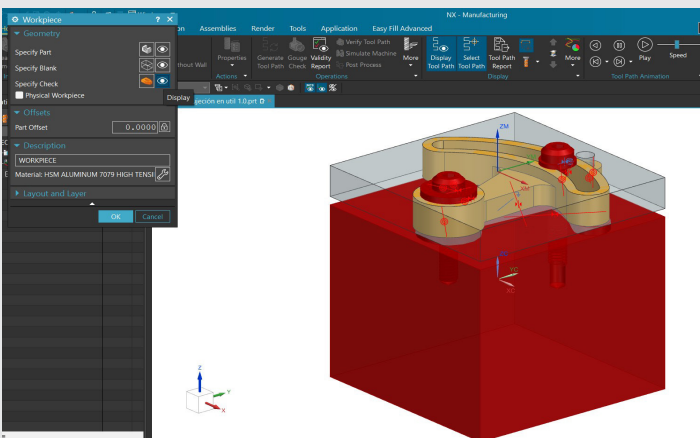 Workpiece ? ×
NX - Manufacturing
on Assemblies Render Tools Application Easy Fill Advanced
Geometry
Specify Part
Specify Blank
Specify Check
Physical Workpiece
Display
Offsets
Part Offset 0.0000
Description
WORKPIECE
Material: HSM ALUMINUM 7079 HIGH TENSI
Layout and Layer
OK Cancel
ithout Wall
Properties
Actions
Generate Tool Path
Gouge Check
Validity Report
Verify Tool Path
Simulate Machine
Post Process
More
Operations
Display Tool Path
Select Tool Path
Tool Path Report
Display
More
Play
Speed
Tool Path Animation
jeción en util 1.0.prt
ZM
XM
YC
XC
Z
Y
X